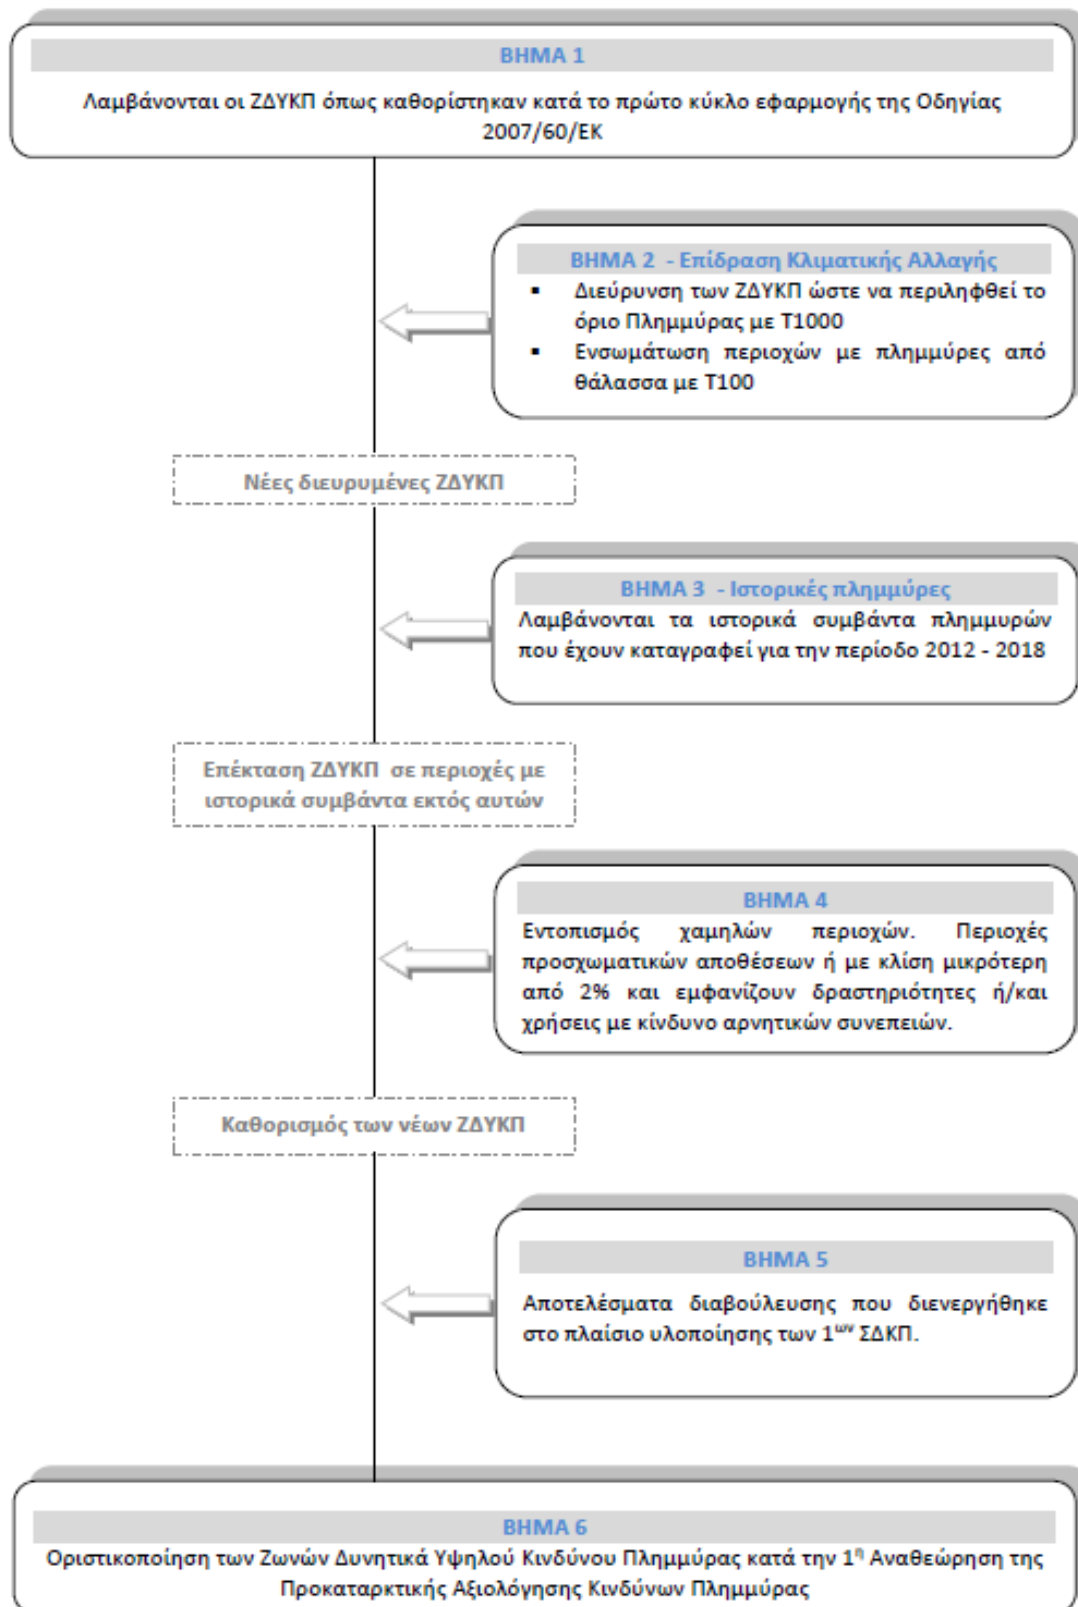 ΒΗΜΑ 1
Λαμβάνονται οι ΖΔΥΚΠ όπως καθορίστηκαν κατά το πρώτο κύκλο εφαρμογής της Οδηγίας
2007/60/ΕΚ
ΒΗΜΑ 2 - Επίδραση Κλιματικής Αλλαγής
▪ Διεύρυνση των ΖΔΥΚΠ ώστε να περιληφθεί το
όριο Πλημμύρας με Τ1000
▪ Ενσωμάτωση περιοχών με πλημμύρες από
θάλασσα με Τ100
Νέες διευρυμένες ΖΔΥΚΠ
ΒΗΜΑ 3 - Ιστορικές πλημμύρες
Λαμβάνονται τα ιστορικά συμβάντα πλημμυρών
που έχουν καταγραφεί για την περίοδο 2012 - 2018
Επέκταση ΖΔΥΚΠ σε περιοχές με
ιστορικά συμβάντα εκτός αυτών
ΒΗΜΑ 4
Εντοπισμός χαμηλών περιοχών. Περιοχές
προσχωματικών αποθέσεων ή με κλίση μικρότερη
από 2% και εμφανίζουν δραστηριότητες ή/και
χρήσεις με κίνδυνο αρνητικών συνεπειών.
Καθορισμός των νέων ΖΔΥΚΠ
ΒΗΜΑ 5
Αποτελέσματα διαβούλευσης που διενεργήθηκε
στο πλαίσιο υλοποίησης των 1ων ΣΔΚΠ.
ΒΗΜΑ 6
Οριστικοποίηση των Ζωνών Δυνητικά Υψηλού Κινδύνου Πλημμύρας κατά την 1η Αναθεώρηση της
Προκαταρκτικής Αξιολόγησης Κινδύνων Πλημμύρας